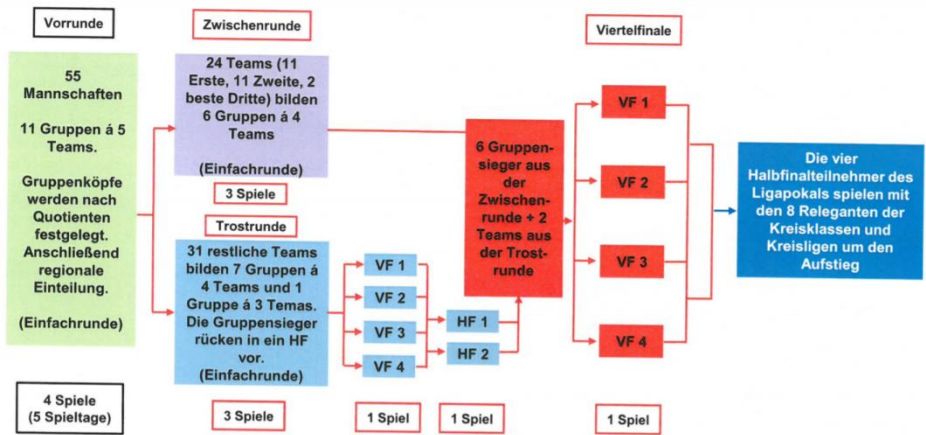 Vorrunde
55
Mannschaften
11 Gruppen á 5
Teams.
Gruppenköpfe
werden nach
Quotienten
festgelegt.
Anschließend
regionale
Einteilung.
(Einfachrunde)
4 Spiele
(5 Spieltage)
Zwischenrunde
24 Teams (11
Erste, 11 Zweite, 2
beste Dritte) bilden
6 Gruppen á 4
Teams
(Einfachrunde)
3 Spiele
Trostrunde
31 restliche Teams
bilden 7 Gruppen á
4 Teams und 1
Gruppe á 3 Temas.
Die Gruppensieger
rücken in ein HF
vor.
(Einfachrunde)
3 Spiele
VF 1
VF 2
VF 3
VF 4
1 Spiel
HF 1
HF 2
1 Spiel
6 Gruppen-
sieger aus
der
Zwischen-
runde + 2
Teams aus
der Trost-
runde
Viertelfinale
VF 1
VF 2
VF 3
VF 4
1 Spiel
Die vier
Halbfinalteilnehmer des
Ligapokals spielen mit
den 8 Releganten der
Kreisklassen und
Kreisligen um den
Aufstieg